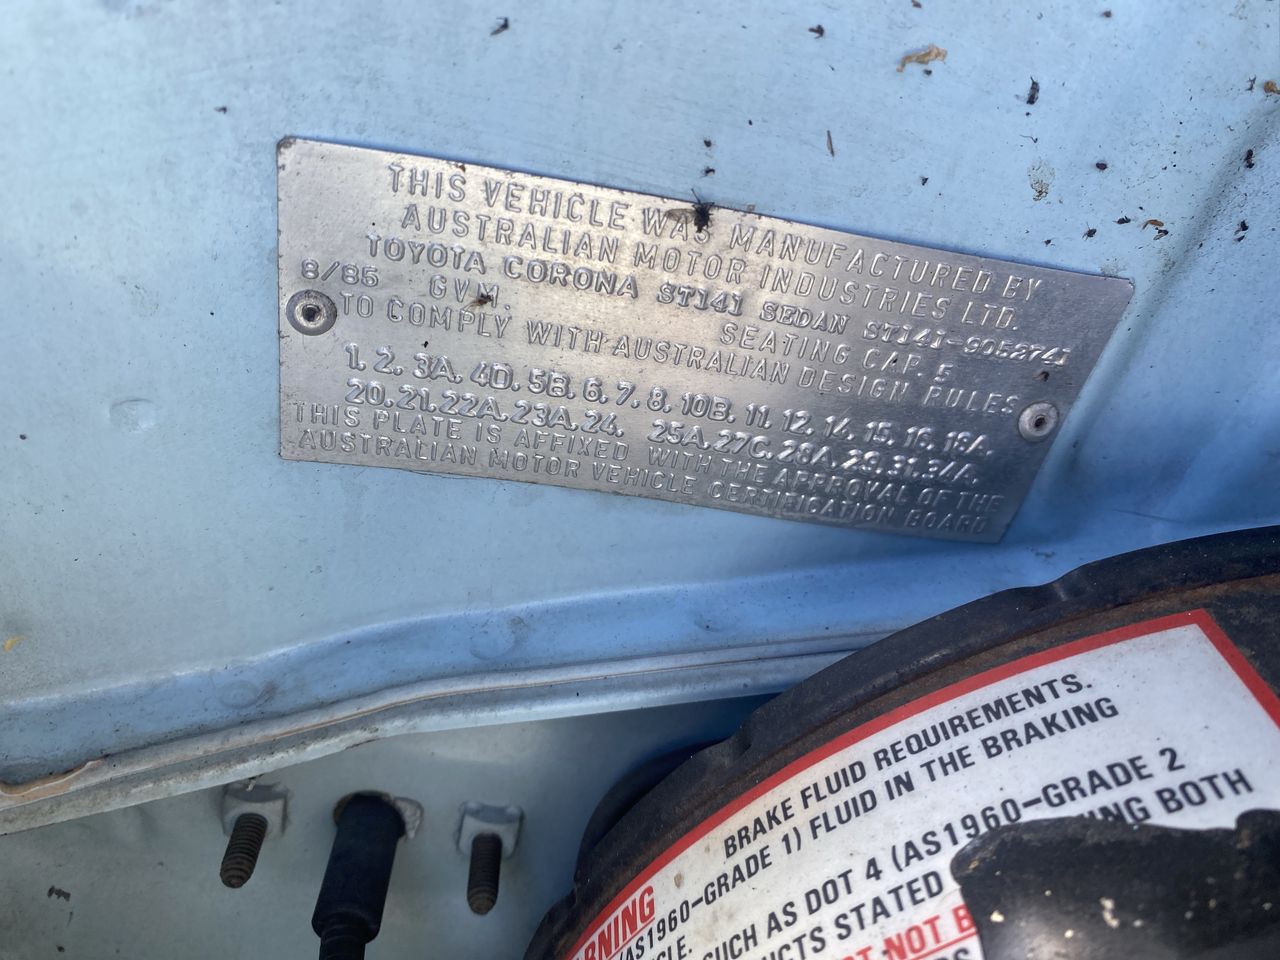 THIS VEHICLE WAS MANUFACTURED BY
AUSTRALIAN MOTOR INDUSTRIES LTD.
TOYOTA CORONA ST141 SEDAN ST141-9052741
8/85 GVM. SEATING CAP. 5
TO COMPLY WITH AUSTRALIAN DESIGN RULES
1. 2. 3A. 4D. 5B. 6. 7. 8. 10B. 11. 12. 14. 15. 16. 18A.
20. 21. 22A. 23A. 24. 25A. 27C. 28A. 29. 31. 34A.
THIS PLATE IS AFFIXED WITH THE APPROVAL OF THE
AUSTRALIAN MOTOR VEHICLE CERTIFICATION BOARD
BRAKE FLUID REQUIREMENTS.
GRADE 1) FLUID IN THE BRAKING
SUCH AS DOT 4 (AS1960-GRADE 2
BOTH
STATED
NOT
AS1960-